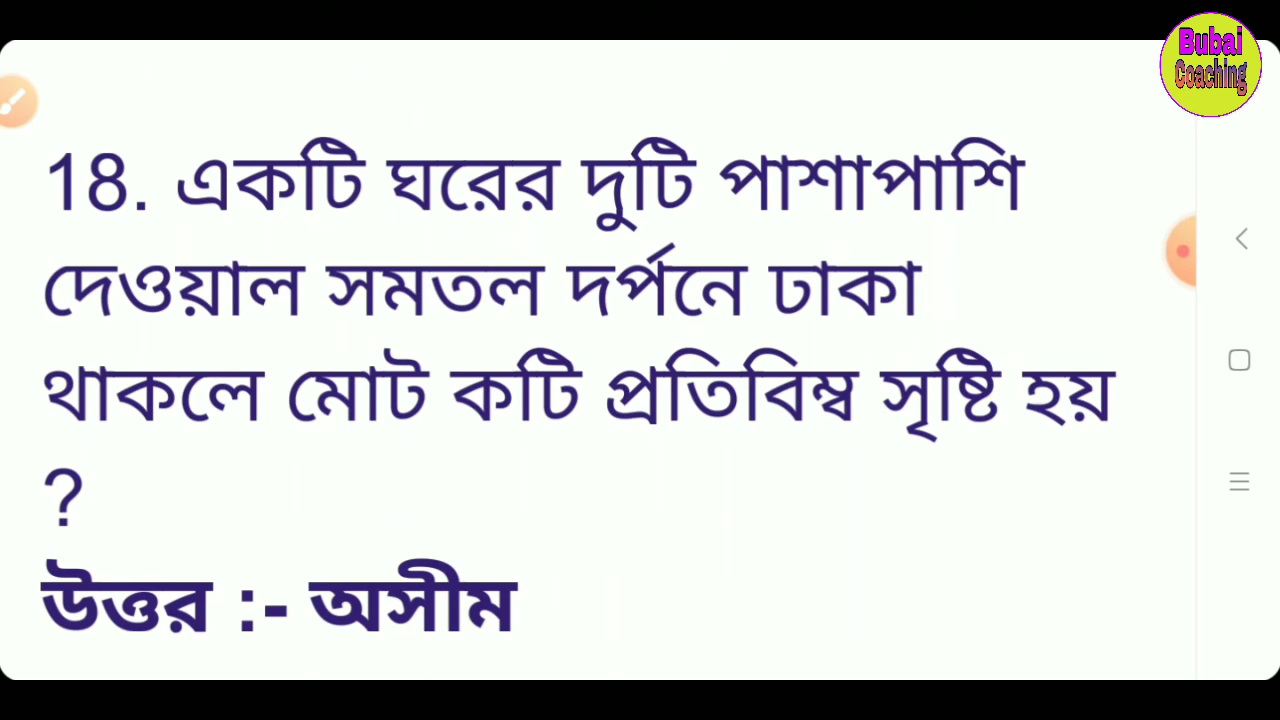 Bubai
Coaching
18. একটি ঘরের দুটি পাশাপাশি
দেওয়াল সমতল দর্পনে ঢাকা
থাকলে মোট কটি প্রতিবিম্ব সৃষ্টি হয়
?
উত্তর :- অসীম